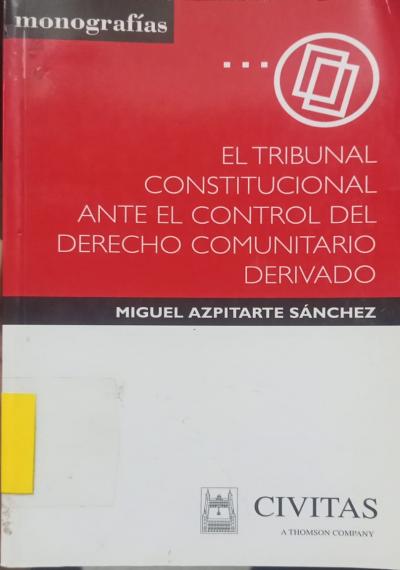 monografías
EL TRIBUNAL
CONSTITUCIONAL
ANTE EL CONTROL DEL
DERECHO COMUNITARIO
DERIVADO
MIGUEL AZPITARTE SÁNCHEZ
CIVITAS
A THOMSON COMPANY